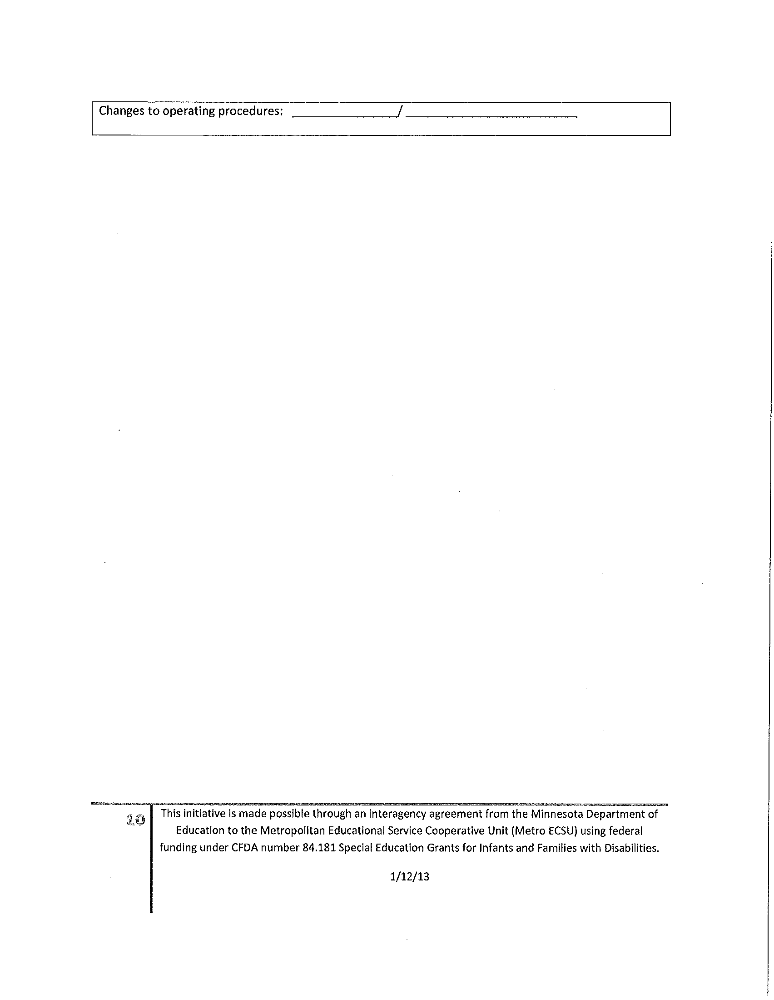 Changes to operating procedures: ________________/__________________________
10
This initiative is made possible through an interagency agreement from the Minnesota Department of
Education to the Metropolitan Educational Service Cooperative Unit (Metro ECSU) using federal
funding under CFDA number 84.181 Special Education Grants for Infants and Families with Disabilities.
1/12/13